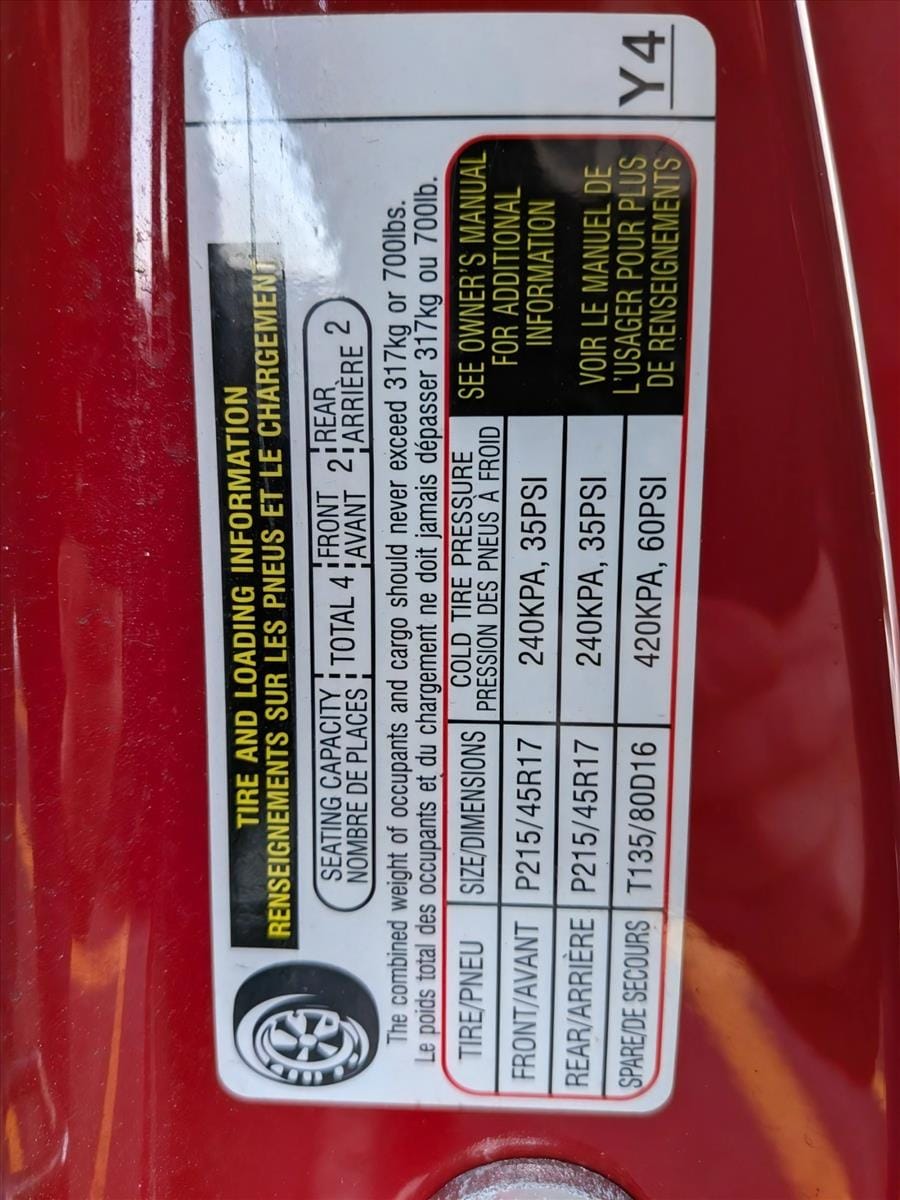 TIRE AND LOADING INFORMATION
RENSEIGNEMENTS SUR LES PNEUS ET LE CHARGEMENT
SEATING CAPACITY TOTAL 4 FRONT 2 REAR 2
NOMBRE DE PLACES AVANT ARRIÈRE
The combined weight of occupants and cargo should never exceed 317kg or 700lbs.
Le poids total des occupants et du chargement ne doit jamais dépasser 317kg ou 700lb.
TIRE/PNEU SIZE/DIMENSIONS COLD TIRE PRESSURE
PRESSION DES PNEUS À FROID
FRONT/AVANT P215/45R17 240KPA, 35PSI
REAR/ARRIÈRE P215/45R17 240KPA, 35PSI
SPARE/DE SECOURS T135/80D16 420KPA, 60PSI
SEE OWNER'S MANUAL
FOR ADDITIONAL
INFORMATION
VOIR LE MANUEL DE
L'USAGER POUR PLUS
DE RENSEIGNEMENTS
Y4